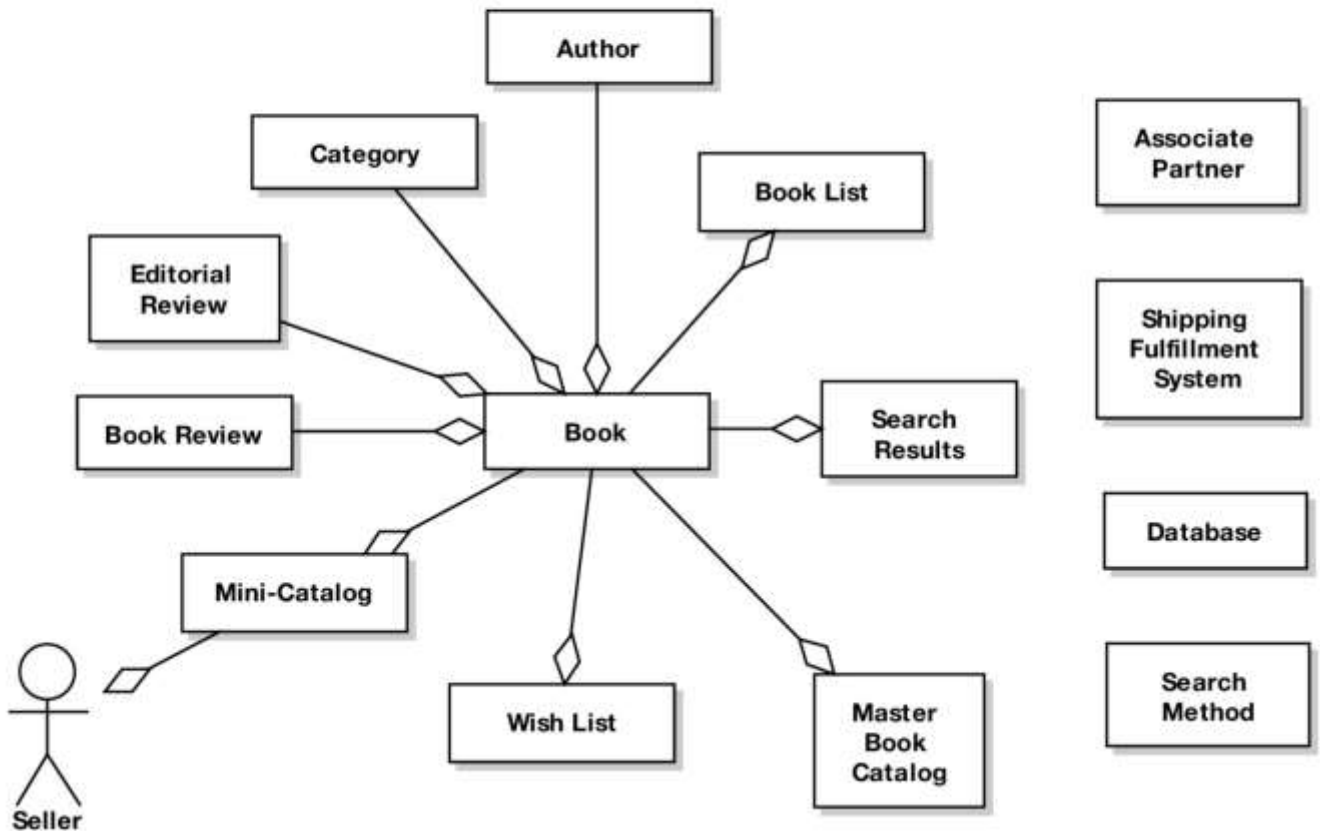 Author
Category
Book List
Associate
Partner
Editorial
Review
Shipping
Fulfillment
System
Book Review
Book
Search
Results
Mini-Catalog
Database
Wish List
Master
Book
Catalog
Search
Method
Seller